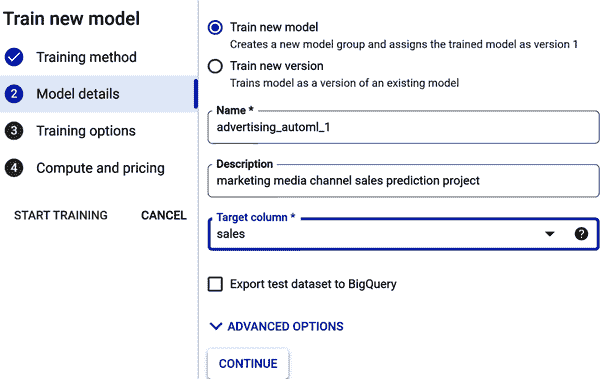 Train new model
Training method
2 Model details
3 Training options
4 Compute and pricing
START TRAINING CANCEL
Train new model
Creates a new model group and assigns the trained model as version 1
Train new version
Trains model as a version of an existing model
Name *
advertising_automl_1
Description
marketing media channel sales prediction project
Target column *
sales
?
Export test dataset to BigQuery
ADVANCED OPTIONS
CONTINUE